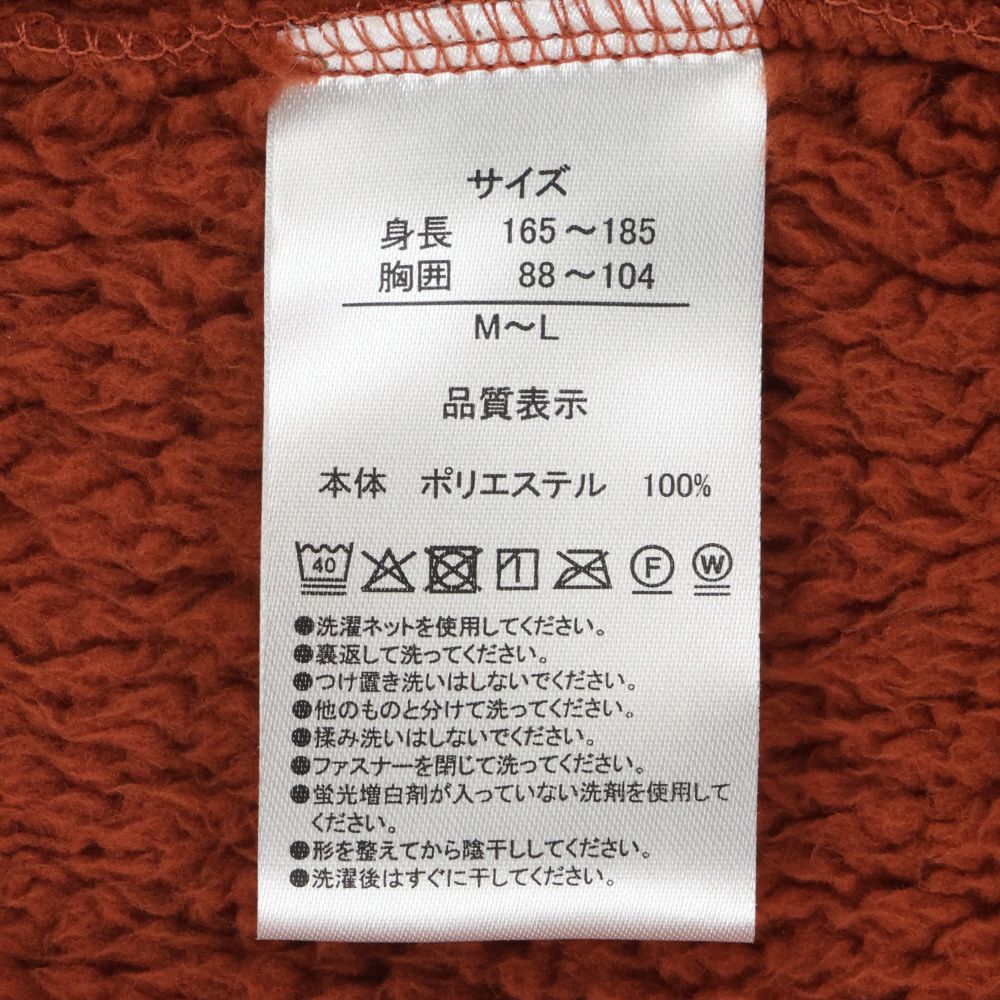 サイズ
身長 165～185
胸囲 88～104
M～L
品質表示
本体 ポリエステル 100%
40 F W
●洗濯ネットを使用してください。
●裏返して洗ってください。
●つけ置き洗いはしないでください。
●他のものと分けて洗ってください。
●揉み洗いはしないでください。
●ファスナーを閉じて洗ってください。
●蛍光増白剤が入っていない洗剤を使用して
ください。
●形を整えてから陰干ししてください。
●洗濯後はすぐに干してください。